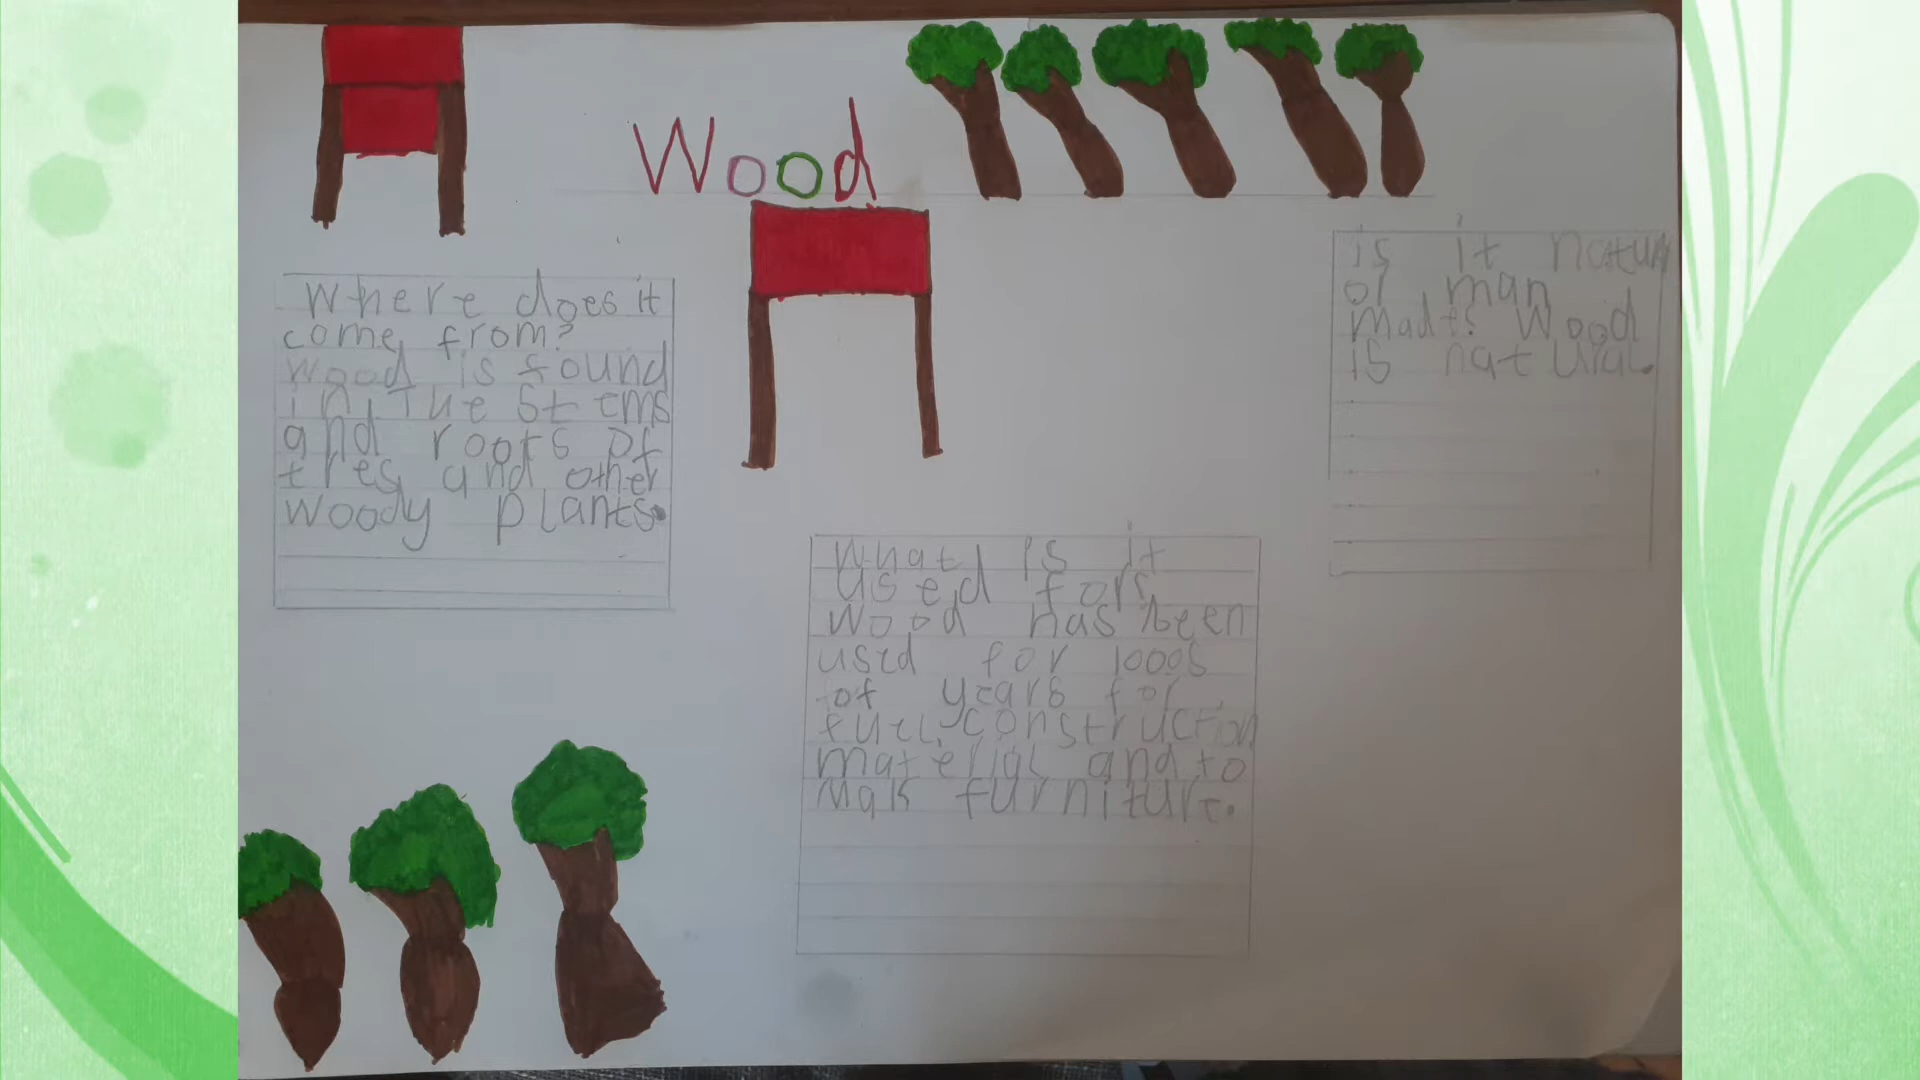 Wood
Where does it
come from?
wood is found
in the stems
and roots of
tres and other
woody plants.
What is it
used for?
Wood has been
used for 1000s
of years for
fuel, construction
material and to
mak furniture.
is it natur
or man
made? Wood
is natural.